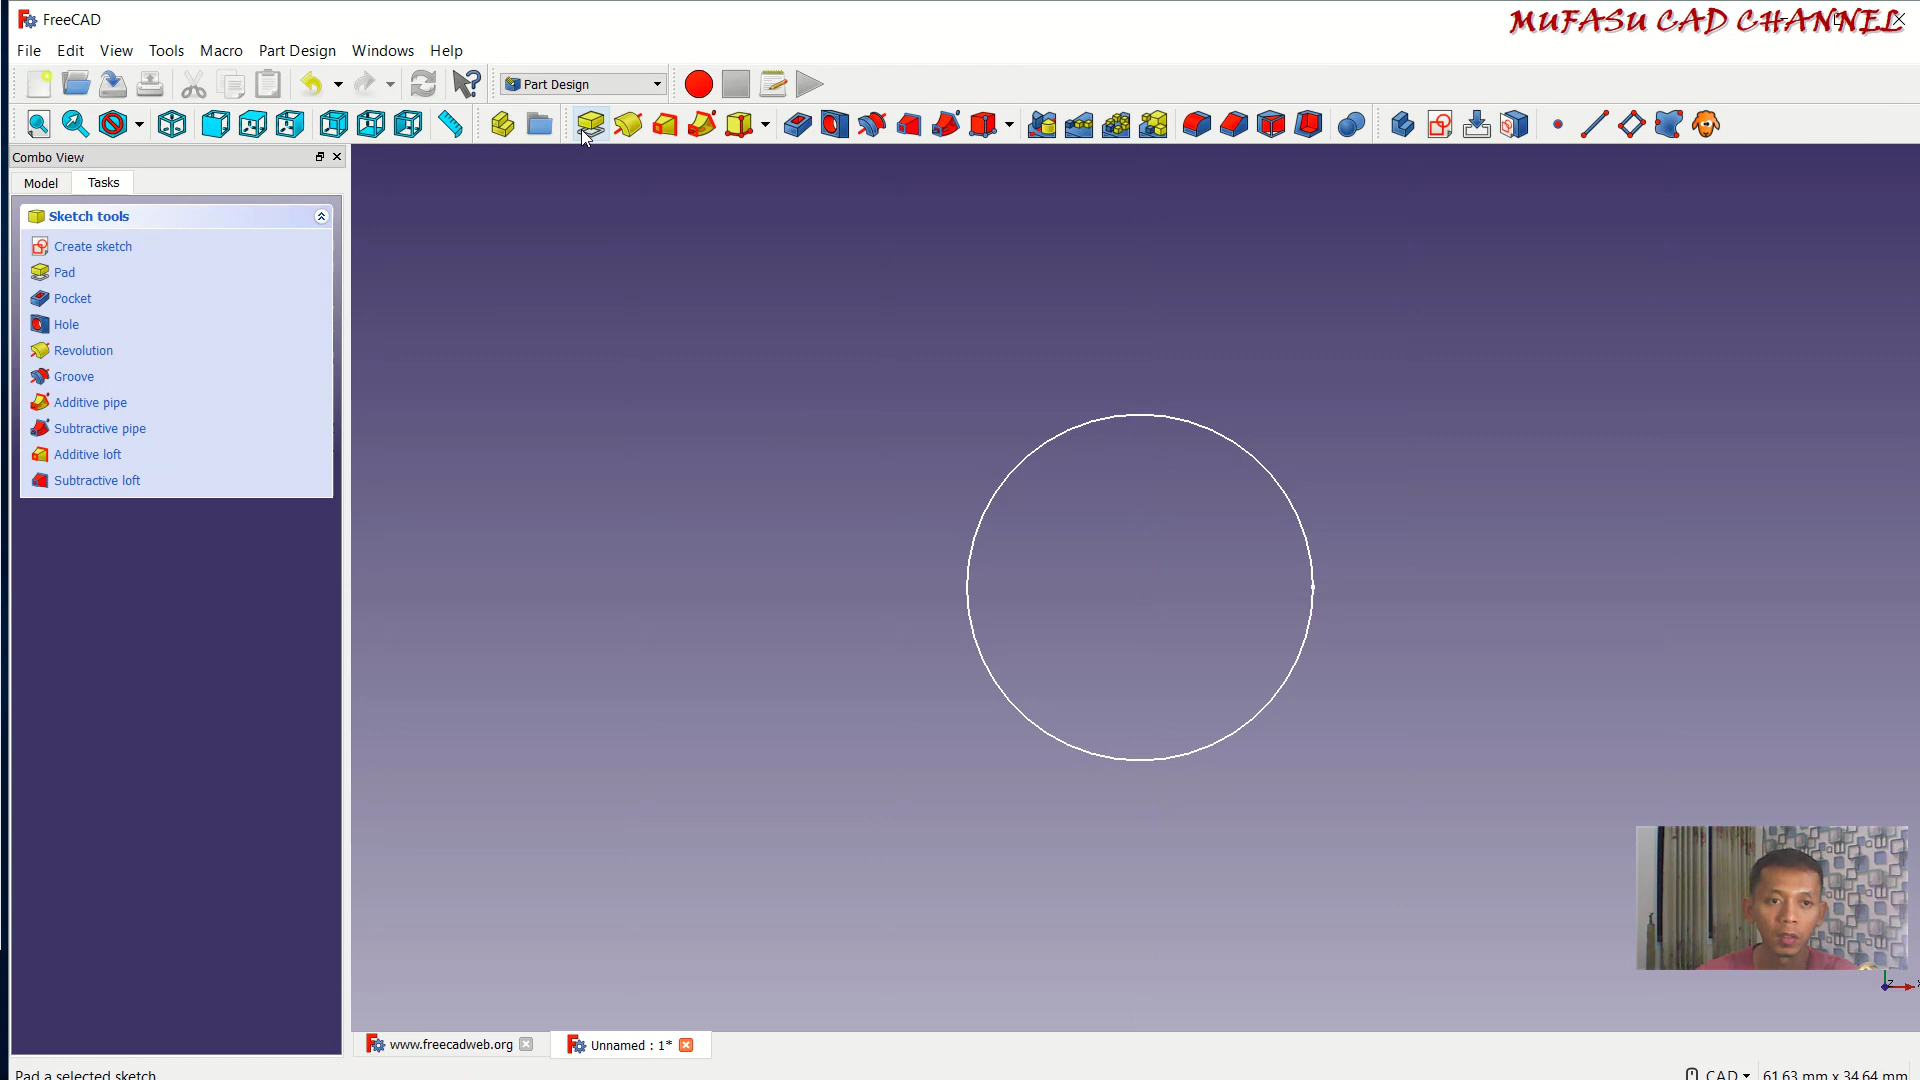 FreeCAD
MUFASU CAD CHANNEL
File Edit View Tools Macro Part Design Windows Help
Part Design
Combo View
Model Tasks
Sketch tools
Create sketch
Pad
Pocket
Hole
Revolution
Groove
Additive pipe
Subtractive pipe
Additive loft
Subtractive loft
Z
www.freecadweb.org Unnamed : 1*
Pad a selected sketch CAD 61.63 mm x 34.64 mm